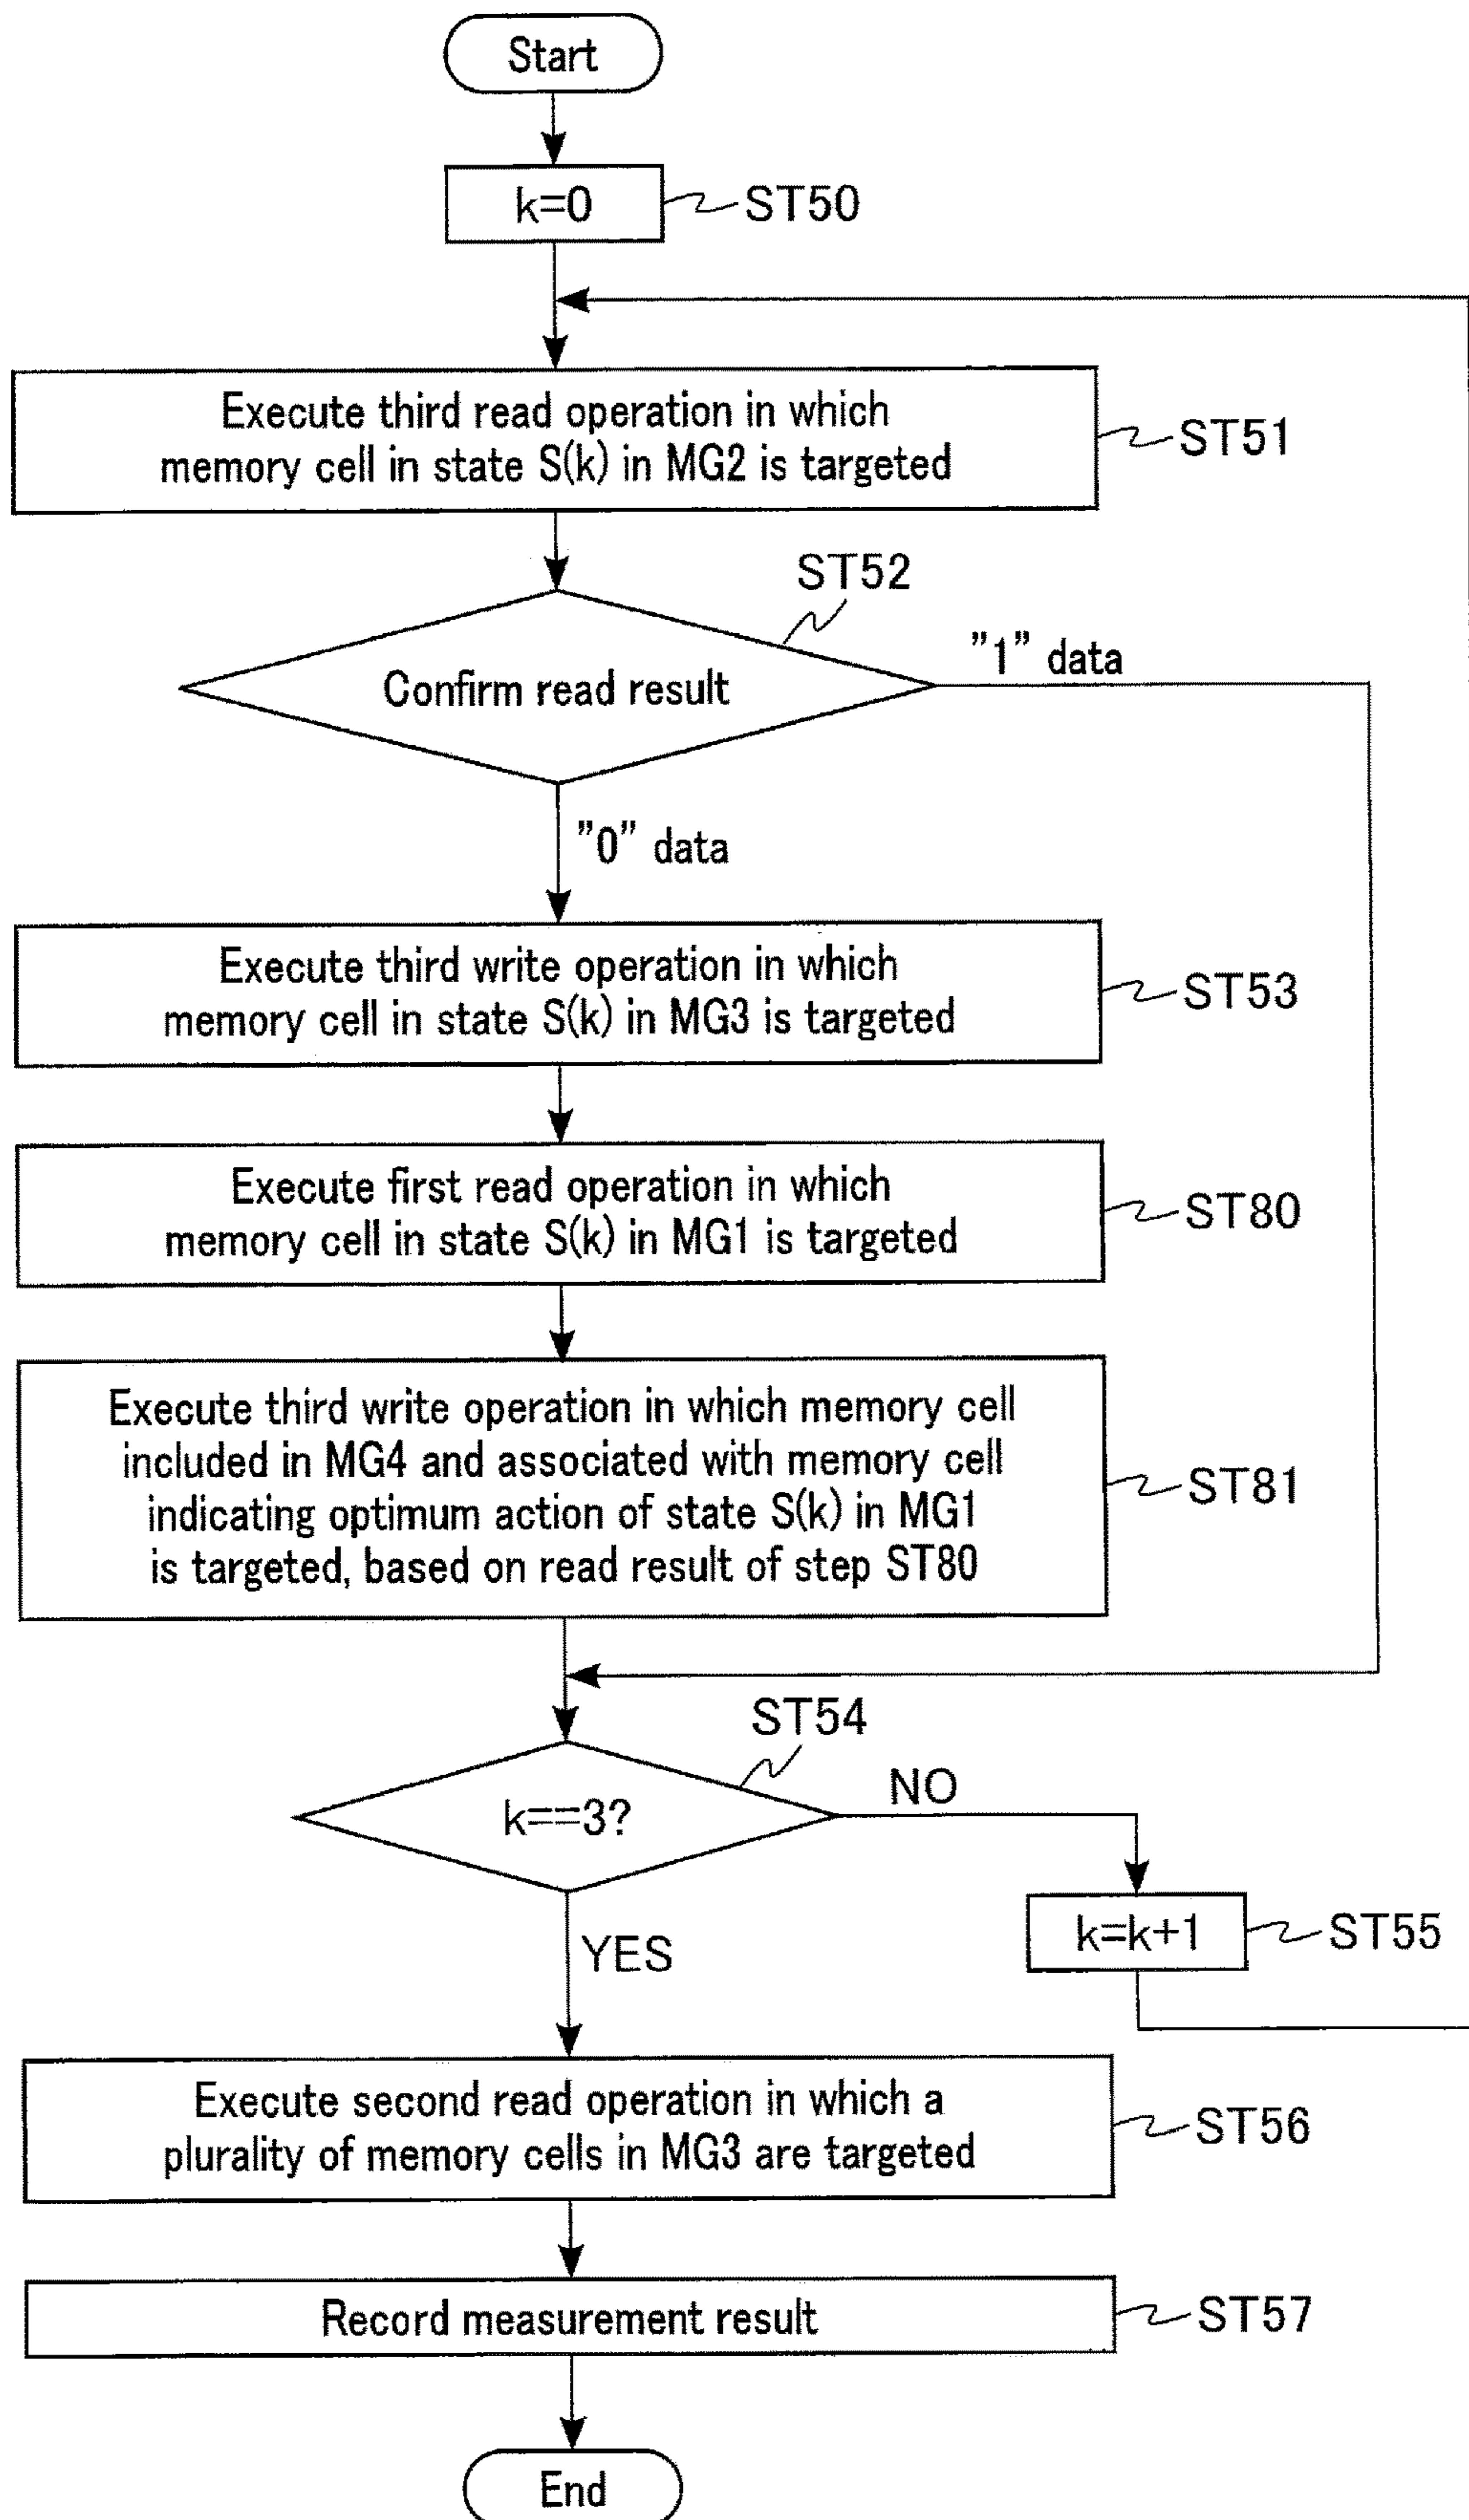 Start
k=0
ST50
Execute third read operation in which
memory cell in state S(k) in MG2 is targeted
ST51
ST52
Confirm read result
"1" data
"0" data
Execute third write operation in which
memory cell in state S(k) in MG3 is targeted
ST53
Execute first read operation in which
memory cell in state S(k) in MG1 is targeted
ST80
Execute third write operation in which memory cell
included in MG4 and associated with memory cell
indicating optimum action of state S(k) in MG1
is targeted, based on read result of step ST80
ST81
ST54
k==3?
NO
YES
k=k+1
ST55
Execute second read operation in which a
plurality of memory cells in MG3 are targeted
ST56
Record measurement result
ST57
End